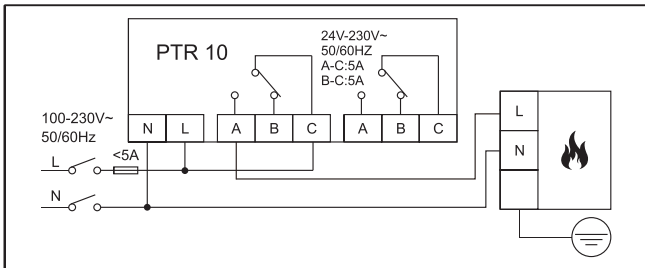 PTR 10
24V-230V~
50/60HZ
A-C:5A
B-C:5A
100-230V~
50/60Hz
N L A B C A B C
L
<5A
N
L
N